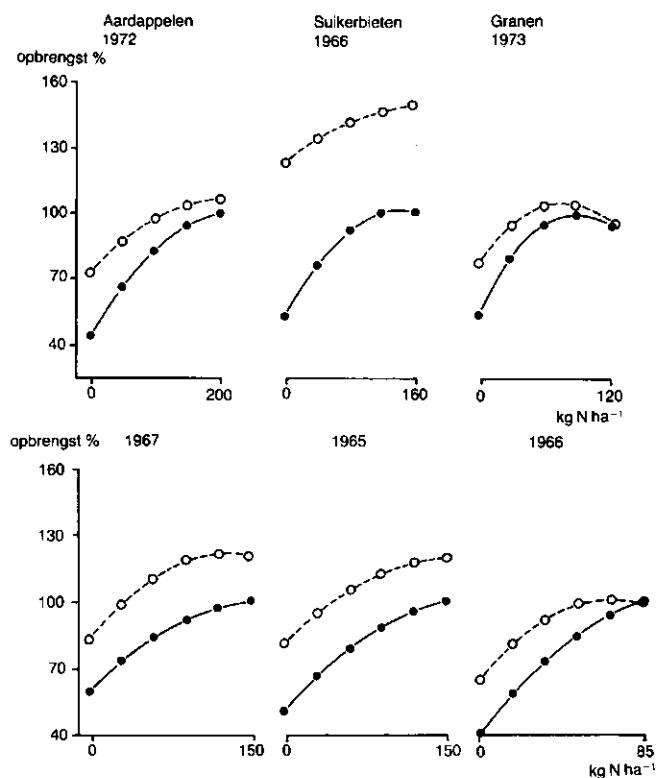 Aardappelen Suikerbieten Granen
1972 1966 1973
opbrengst %
160
130
100
70
40
0 200 0 160 0 120
kg N ha⁻¹
opbrengst % 1967 1965 1966
160
130
100
70
40
0 150 0 150 0 85
kg N ha⁻¹